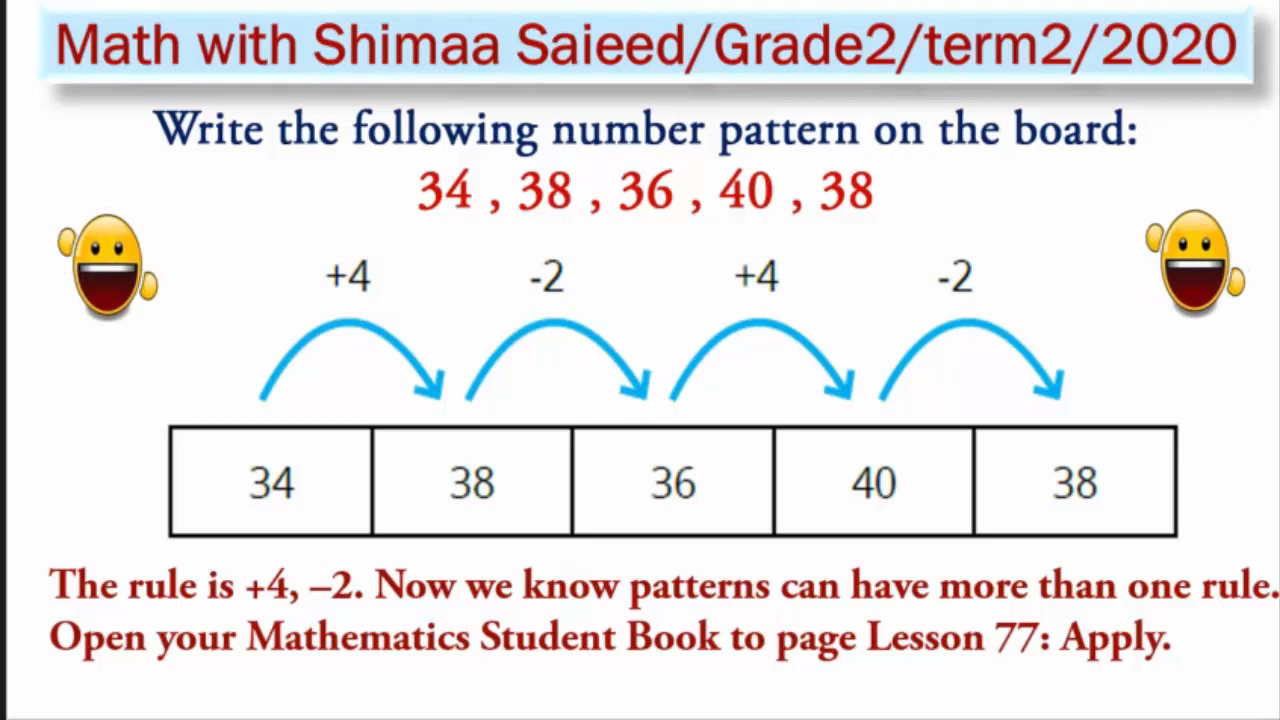 Math with Shimaa Saieed/Grade2/term2/2020
Write the following number pattern on the board:
34 , 38 , 36 , 40 , 38
+4 -2 +4 -2
34 38 36 40 38
The rule is +4, –2. Now we know patterns can have more than one rule.
Open your Mathematics Student Book to page Lesson 77: Apply.